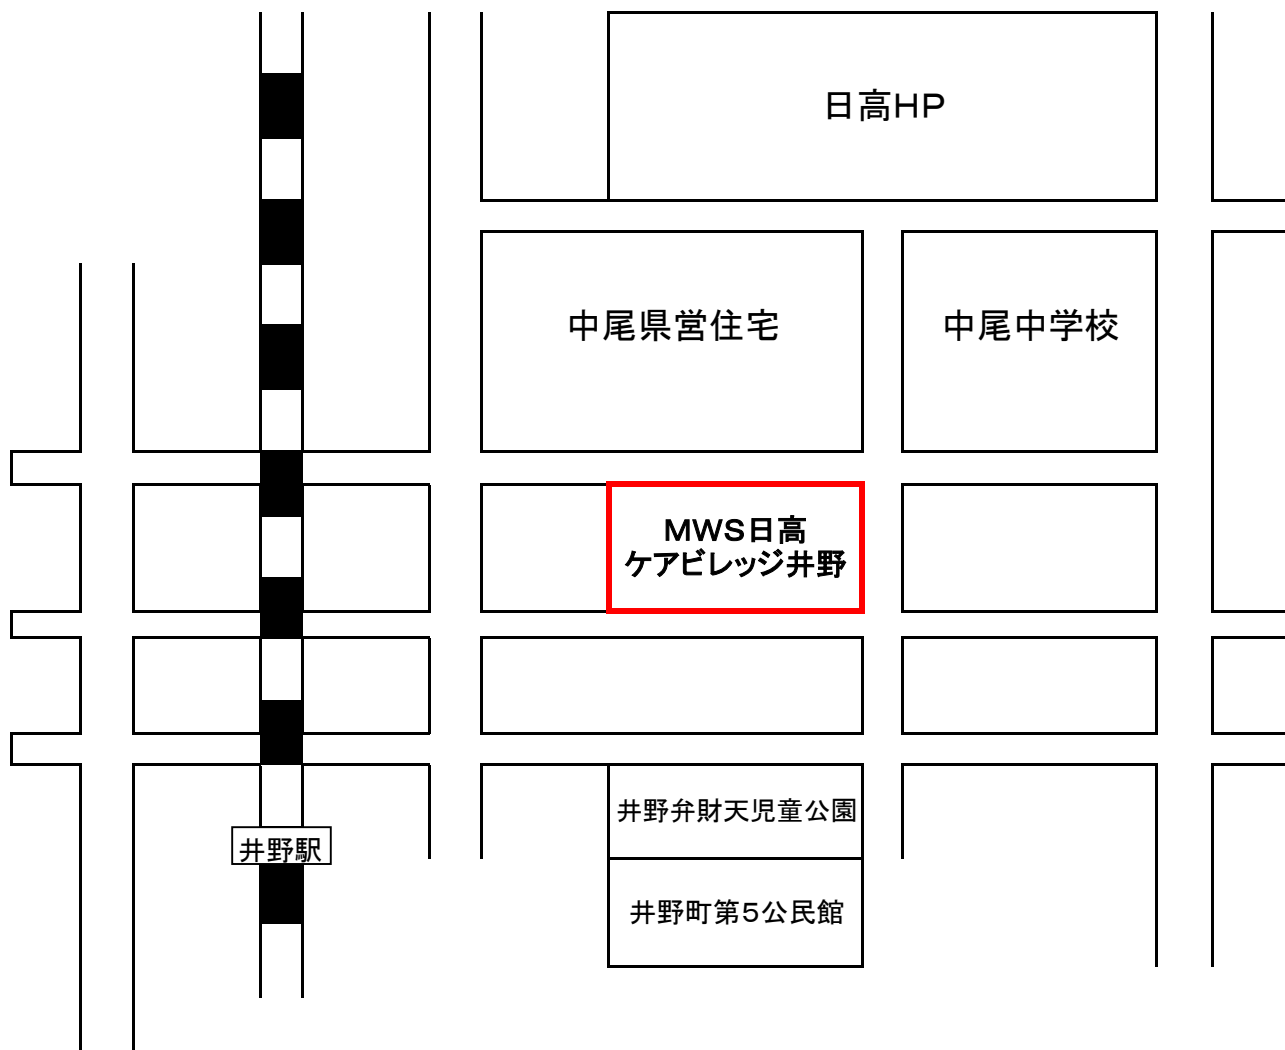 日高HP
中尾県営住宅
中尾中学校
MWS日高
ケアビレッジ井野
井野弁財天児童公園
井野駅
井野町第5公民館